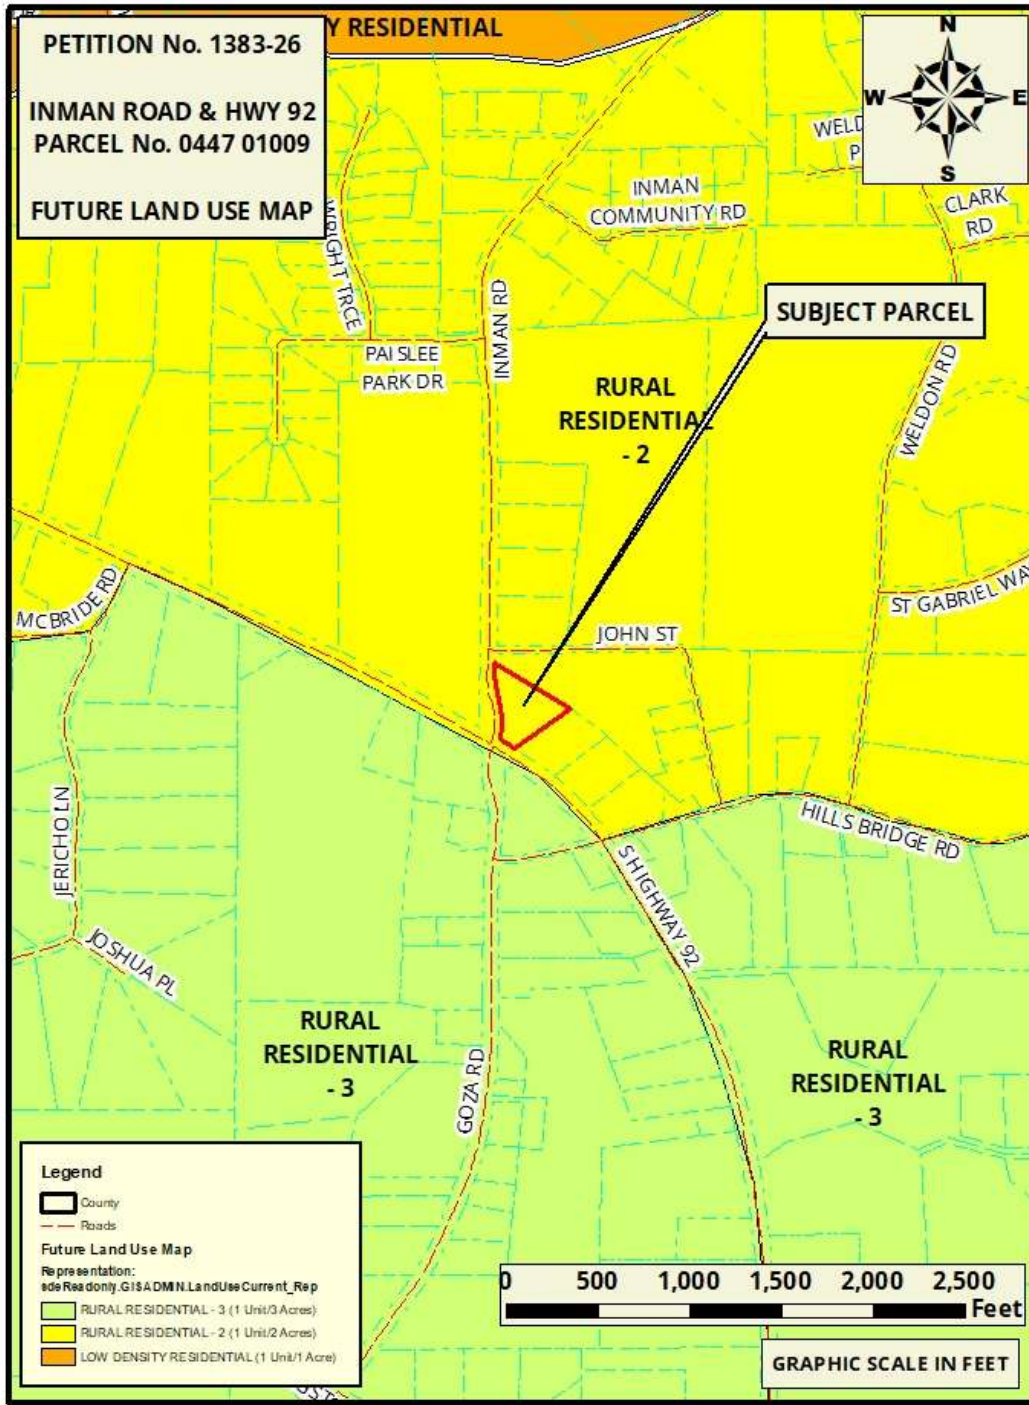 PETITION No. 1383-26
INMAN ROAD & HWY 92
PARCEL No. 0447 01009
FUTURE LAND USE MAP
Y RESIDENTIAL
N
W
E
S
WELD
P
CLARK
RD
INMAN
COMMUNITY RD
WRIGHT TRCE
INMAN RD
SUBJECT PARCEL
PAISLEE
PARK DR
RURAL
RESIDENTIAL
- 2
WELDON RD
MCBRIDE RD
ST GABRIEL WAY
JOHN ST
JERICHO LN
HILLS BRIDGE RD
S HIGHWAY 92
JOSHUA PL
RURAL
RESIDENTIAL
- 3
GOZA RD
RURAL
RESIDENTIAL
- 3
Legend
County
Roads
Future Land Use Map
Representation:
sdeReadonly.GISADMIN.LandUseCurrent_Rep
RURAL RESIDENTIAL - 3 (1 Unit/3 Acres)
RURAL RESIDENTIAL - 2 (1 Unit/2 Acres)
LOW DENSITY RESIDENTIAL (1 Unit/1 Acre)
0 500 1,000 1,500 2,000 2,500
Feet
GRAPHIC SCALE IN FEET